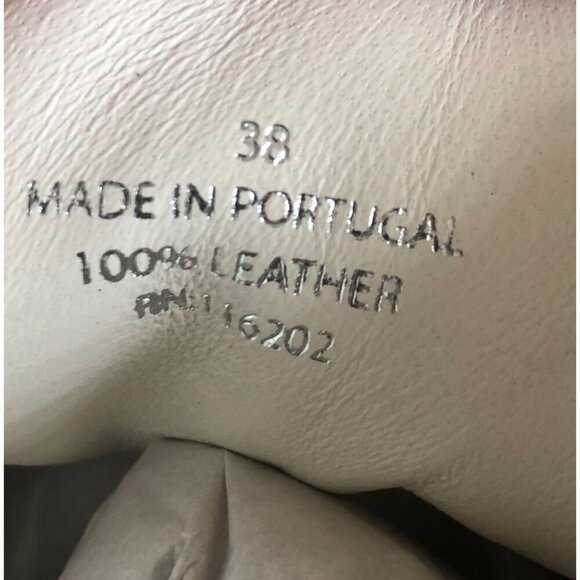 38
MADE IN PORTUGAL
100% LEATHER
RN:116202